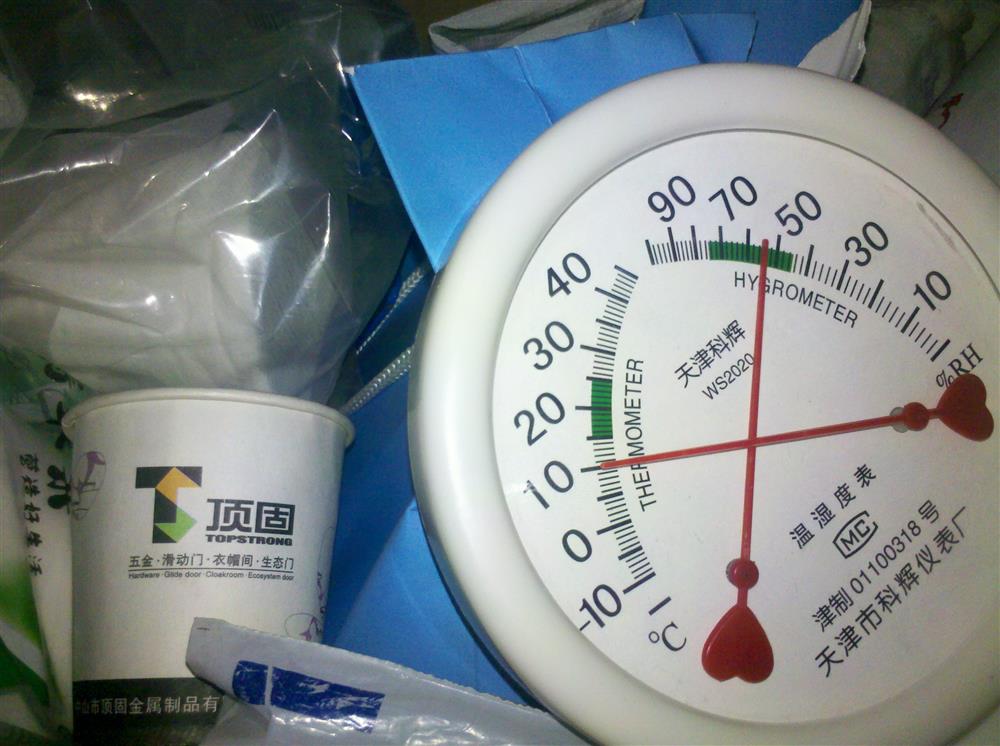 90 70 50 30 10
%RH
HYGROMETER
40
30
20
10
0
-10
°C
THERMOMETER
天津科辉
WS2020
温湿度表
MC
津制 01100318 号
天津市科辉仪表厂
顶固
TOPSTRONG
五金·滑动门·衣帽间·生态门
Hardware·Glide door·Cloakroom·Ecosystem door
中山市顶固金属制品有